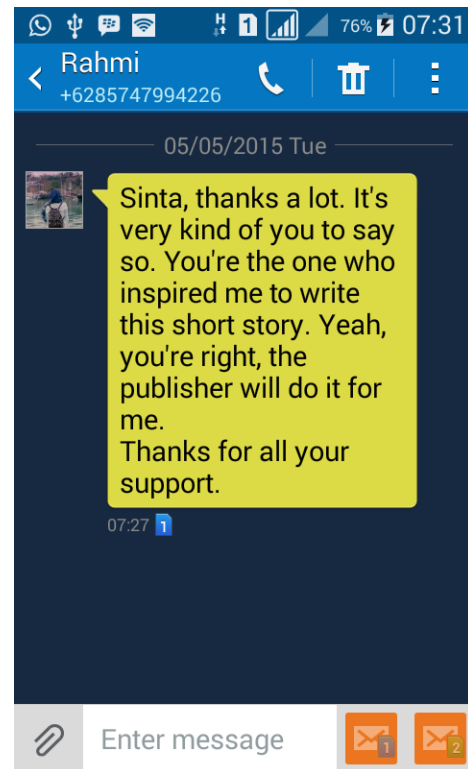 H 1 76% 07:31
Rahmi
+6285747994226
05/05/2015 Tue
Sinta, thanks a lot. It's
very kind of you to say
so. You're the one who
inspired me to write
this short story. Yeah,
you're right, the
publisher will do it for
me.
Thanks for all your
support.
07:27 1
Enter message 1 2